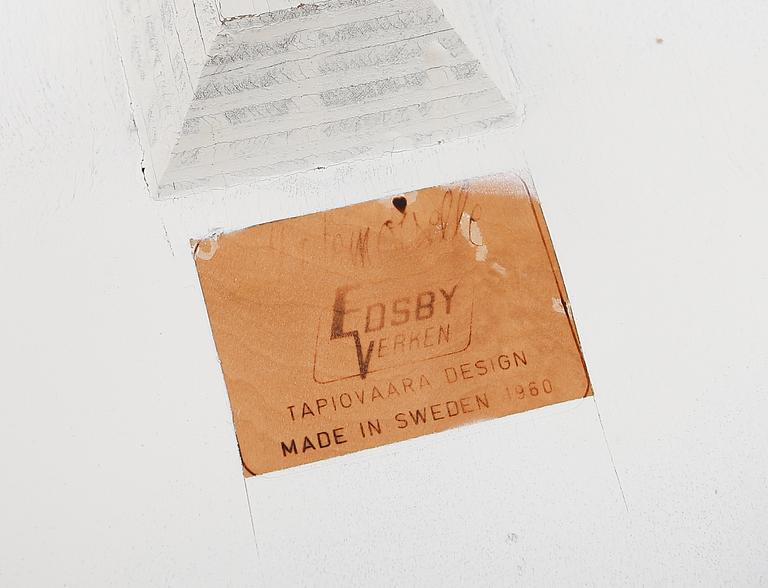 EDSBY
VERKEN
TAPIOVAARA DESIGN
MADE IN SWEDEN 1960